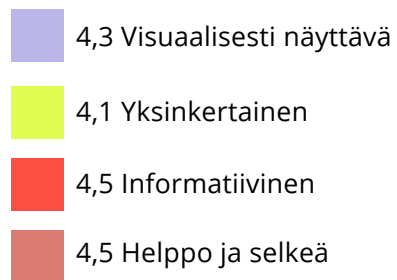 4,3 Visuaalisesti näyttävä
4,1 Yksinkertainen
4,5 Informatiivinen
4,5 Helppo ja selkeä